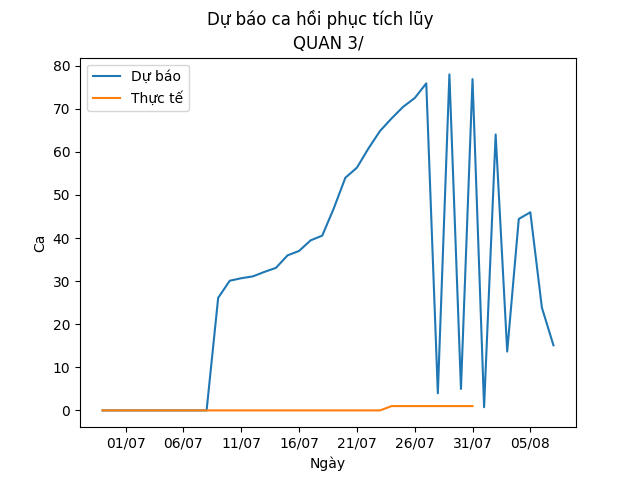 Dự báo ca hồi phục tích lũy
QUAN 3/
Dự báo
Thực tế
80
70
60
50
40
30
20
10
0
Ca
01/07 06/07 11/07 16/07 21/07 26/07 31/07 05/08
Ngày